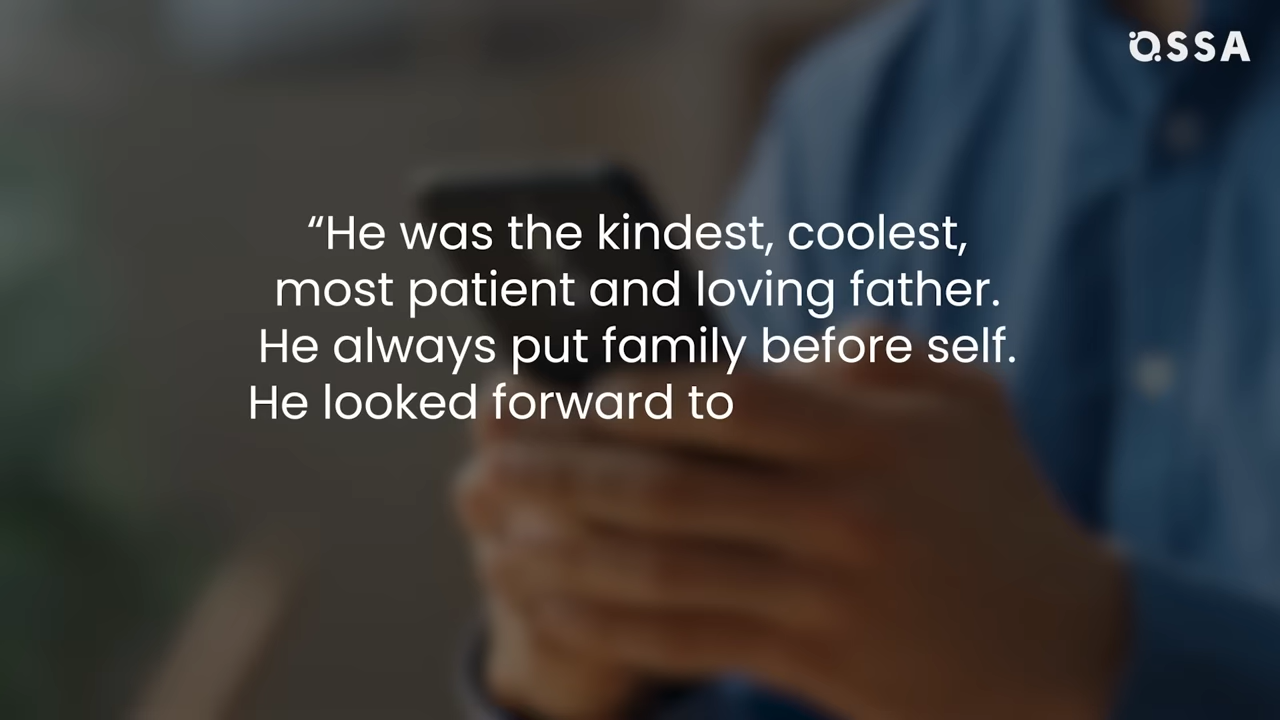 OSSA
“He was the kindest, coolest,
most patient and loving father.
He always put family before self.
He looked forward to